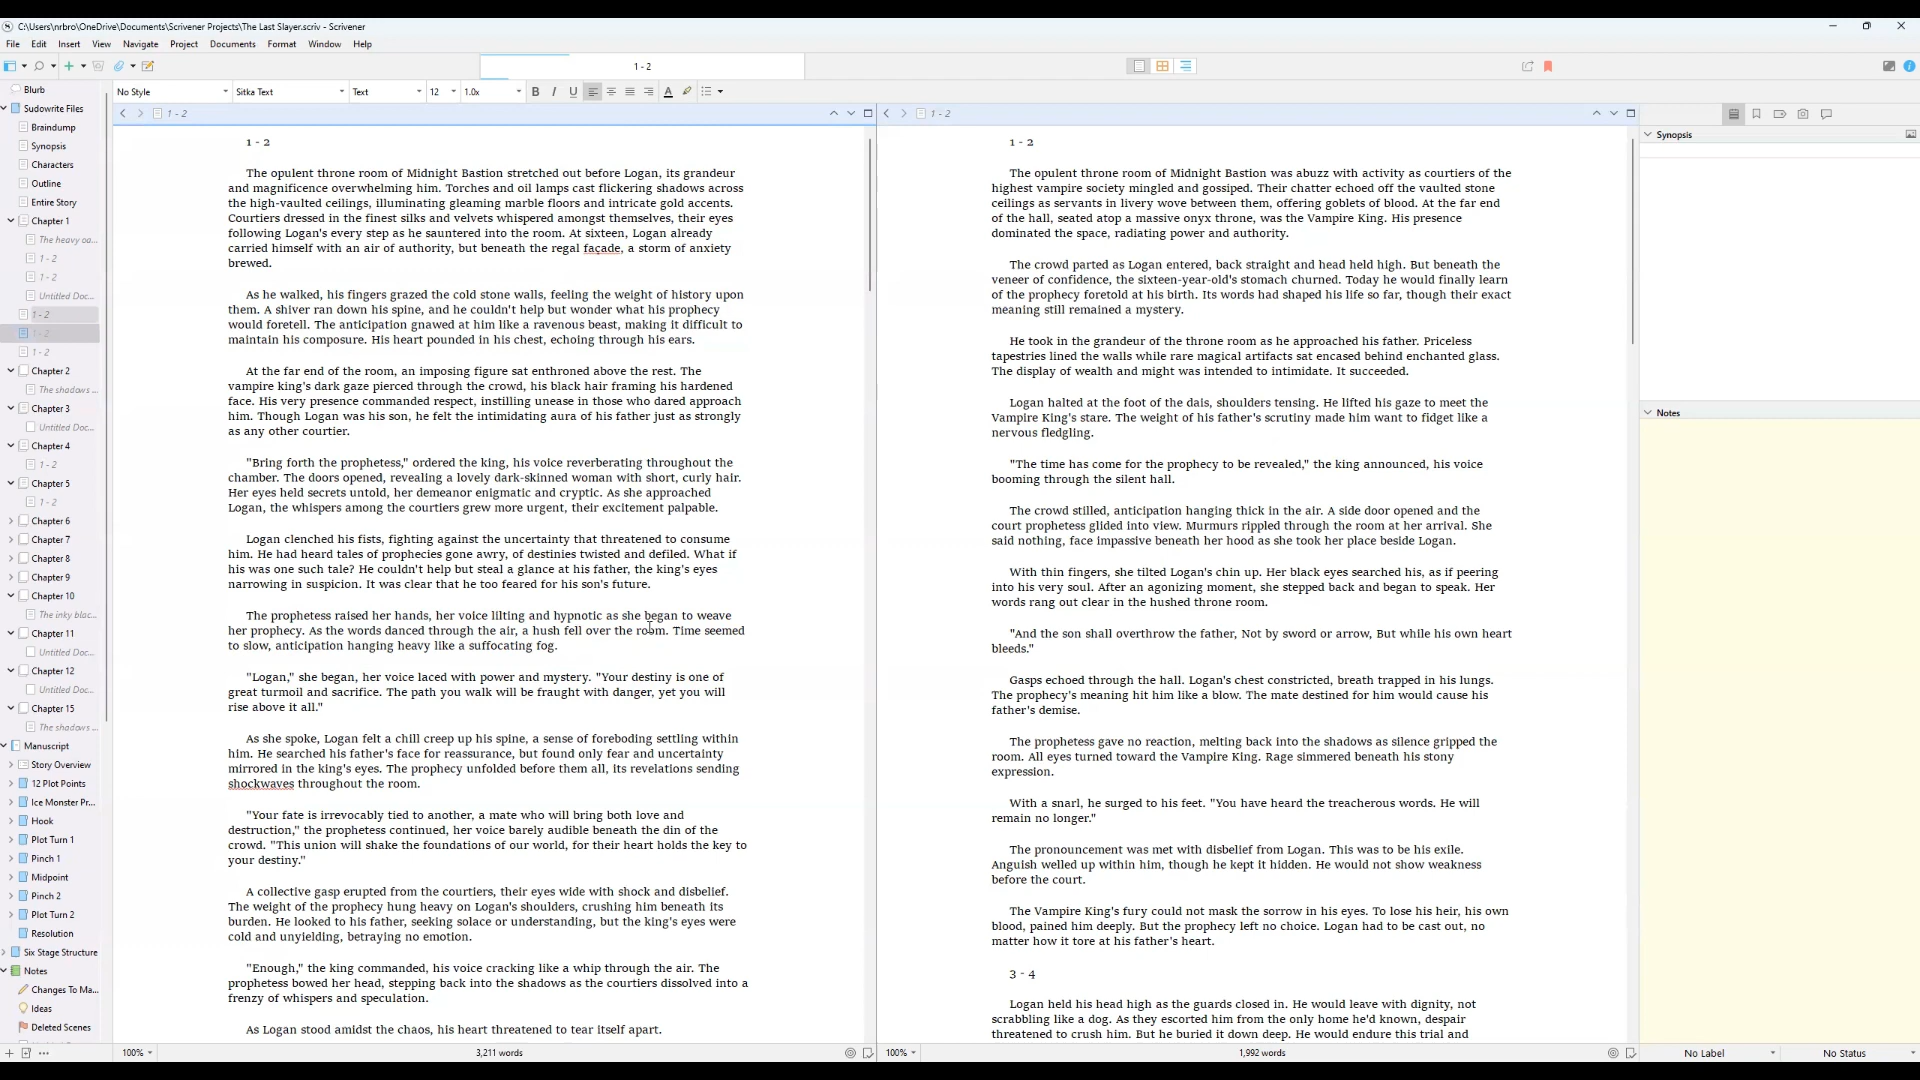 C:\Users\nrbro\OneDrive\Documents\Scrivener Projects\The Last Slayer.scriv - Scrivener
File Edit Insert View Navigate Project Documents Format Window Help
1 - 2
No Style Sitka Text Text 12 1.0x B I U A
Blurb
Sudowrite Files
Braindump
Synopsis
Characters
Outline
Entire Story
Chapter 1
The heavy oa...
1 - 2
1 - 2
Untitled Doc...
1 - 2
1 - 2
1 - 2
Chapter 2
The shadows ...
Chapter 3
Untitled Doc...
Chapter 4
1 - 2
Chapter 5
1 - 2
Chapter 6
Chapter 7
Chapter 8
Chapter 9
Chapter 10
The inky blac...
Chapter 11
Untitled Doc...
Chapter 12
Untitled Doc...
Chapter 15
The shadows ...
Manuscript
Story Overview
12 Plot Points
Ice Monster Pr...
Hook
Plot Turn 1
Pinch 1
Midpoint
Pinch 2
Plot Turn 2
Resolution
Six Stage Structure
Notes
Changes To Ma...
Ideas
Deleted Scenes
1 - 2
1 - 2
The opulent throne room of Midnight Bastion stretched out before Logan, its grandeur
and magnificence overwhelming him. Torches and oil lamps cast flickering shadows across
the high-vaulted ceilings, illuminating gleaming marble floors and intricate gold accents.
Courtiers dressed in the finest silks and velvets whispered amongst themselves, their eyes
following Logan's every step as he sauntered into the room. At sixteen, Logan already
carried himself with an air of authority, but beneath the regal façade, a storm of anxiety
brewed.
As he walked, his fingers grazed the cold stone walls, feeling the weight of history upon
them. A shiver ran down his spine, and he couldn't help but wonder what his prophecy
would foretell. The anticipation gnawed at him like a ravenous beast, making it difficult to
maintain his composure. His heart pounded in his chest, echoing through his ears.
At the far end of the room, an imposing figure sat enthroned above the rest. The
vampire king's dark gaze pierced through the crowd, his black hair framing his hardened
face. His very presence commanded respect, instilling unease in those who dared approach
him. Though Logan was his son, he felt the intimidating aura of his father just as strongly
as any other courtier.
"Bring forth the prophetess," ordered the king, his voice reverberating throughout the
chamber. The doors opened, revealing a lovely dark-skinned woman with short, curly hair.
Her eyes held secrets untold, her demeanor enigmatic and cryptic. As she approached
Logan, the whispers among the courtiers grew more urgent, their excitement palpable.
Logan clenched his fists, fighting against the uncertainty that threatened to consume
him. He had heard tales of prophecies gone awry, of destinies twisted and defiled. What if
his was one such tale? He couldn't help but steal a glance at his father, the king's eyes
narrowing in suspicion. It was clear that he too feared for his son's future.
The prophetess raised her hands, her voice lilting and hypnotic as she began to weave
her prophecy. As the words danced through the air, a hush fell over the room. Time seemed
to slow, anticipation hanging heavy like a suffocating fog.
"Logan," she began, her voice laced with power and mystery. "Your destiny is one of
great turmoil and sacrifice. The path you walk will be fraught with danger, yet you will
rise above it all."
As she spoke, Logan felt a chill creep up his spine, a sense of foreboding settling within
him. He searched his father's face for reassurance, but found only fear and uncertainty
mirrored in the king's eyes. The prophecy unfolded before them all, its revelations sending
shockwaves throughout the room.
"Your fate is irrevocably tied to another, a mate who will bring both love and
destruction," the prophetess continued, her voice barely audible beneath the din of the
crowd. "This union will shake the foundations of our world, for their heart holds the key to
your destiny."
A collective gasp erupted from the courtiers, their eyes wide with shock and disbelief.
The weight of the prophecy hung heavy on Logan's shoulders, crushing him beneath its
burden. He looked to his father, seeking solace or understanding, but the king's eyes were
cold and unyielding, betraying no emotion.
"Enough," the king commanded, his voice cracking like a whip through the air. The
prophetess bowed her head, stepping back into the shadows as the courtiers dissolved into a
frenzy of whispers and speculation.
As Logan stood amidst the chaos, his heart threatened to tear itself apart.
100% 3,211 words
1 - 2
1 - 2
The opulent throne room of Midnight Bastion was abuzz with activity as courtiers of the
highest vampire society mingled and gossiped. Their chatter echoed off the vaulted stone
ceilings as servants in livery wove between them, offering goblets of blood. At the far end
of the hall, seated atop a massive onyx throne, was the Vampire King. His presence
dominated the space, radiating power and authority.
The crowd parted as Logan entered, back straight and head held high. But beneath the
veneer of confidence, the sixteen-year-old's stomach churned. Today he would finally learn
of the prophecy foretold at his birth. Its words had shaped his life so far, though their exact
meaning still remained a mystery.
He took in the grandeur of the throne room as he approached his father. Priceless
tapestries lined the walls while rare magical artifacts sat encased behind enchanted glass.
The display of wealth and might was intended to intimidate. It succeeded.
Logan halted at the foot of the dais, shoulders tensing. He lifted his gaze to meet the
Vampire King's stare. The weight of his father's scrutiny made him want to fidget like a
nervous fledgling.
"The time has come for the prophecy to be revealed," the king announced, his voice
booming through the silent hall.
The crowd stilled, anticipation hanging thick in the air. A side door opened and the
court prophetess glided into view. Murmurs rippled through the room at her arrival. She
said nothing, face impassive beneath her hood as she took her place beside Logan.
With thin fingers, she tilted Logan's chin up. Her black eyes searched his, as if peering
into his very soul. After an agonizing moment, she stepped back and began to speak. Her
words rang out clear in the hushed throne room.
"And the son shall overthrow the father, Not by sword or arrow, But while his own heart
bleeds."
Gasps echoed through the hall. Logan's chest constricted, breath trapped in his lungs.
The prophecy's meaning hit him like a blow. The mate destined for him would cause his
father's demise.
The prophetess gave no reaction, melting back into the shadows as silence gripped the
room. All eyes turned toward the Vampire King. Rage simmered beneath his stony
expression.
With a snarl, he surged to his feet. "You have heard the treacherous words. He will
remain no longer."
The pronouncement was met with disbelief from Logan. This was to be his exile.
Anguish welled up within him, though he kept it hidden. He would not show weakness
before the court.
The Vampire King's fury could not mask the sorrow in his eyes. To lose his heir, his own
blood, pained him deeply. But the prophecy left no choice. Logan had to be cast out, no
matter how it tore at his father's heart.
3 - 4
Logan held his head high as the guards closed in. He would leave with dignity, not
scrabbling like a dog. As they escorted him from the only home he'd known, despair
threatened to crush him. But he buried it down deep. He would endure this trial and
100% 1,992 words
Synopsis
Notes
No Label No Status